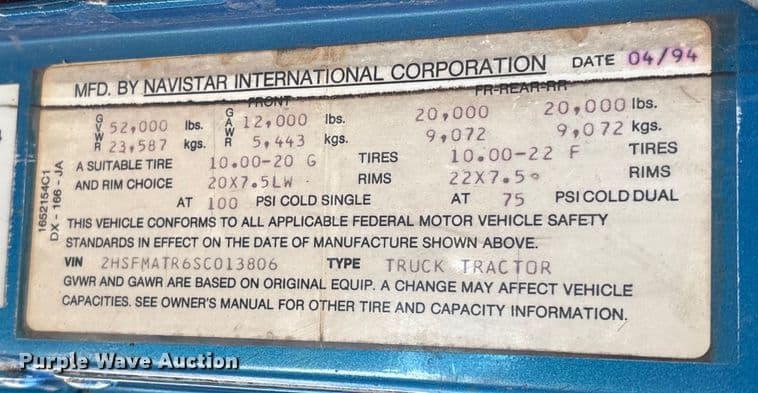 MFD. BY NAVISTAR INTERNATIONAL CORPORATION DATE 04/94
FRONT FR-REAR-RR
GVWR 52,000 lbs. GAWR 12,000 lbs. 20,000 20,000 lbs.
23,587 kgs. 5,443 kgs. 9,072 9,072 kgs.
A SUITABLE TIRE 10.00-20 G TIRES 10.00-22 F TIRES
AND RIM CHOICE 20X7.5LW RIMS 22X7.5 RIMS
AT 100 PSI COLD SINGLE AT 75 PSI COLD DUAL
THIS VEHICLE CONFORMS TO ALL APPLICABLE FEDERAL MOTOR VEHICLE SAFETY
STANDARDS IN EFFECT ON THE DATE OF MANUFACTURE SHOWN ABOVE.
VIN 2HSFMATR6SC013806 TYPE TRUCK TRACTOR
GVWR AND GAWR ARE BASED ON ORIGINAL EQUIP. A CHANGE MAY AFFECT VEHICLE
CAPACITIES. SEE OWNER'S MANUAL FOR OTHER TIRE AND CAPACITY INFORMATION.
1652154C1
DX - 166 - JA
Purple Wave Auction